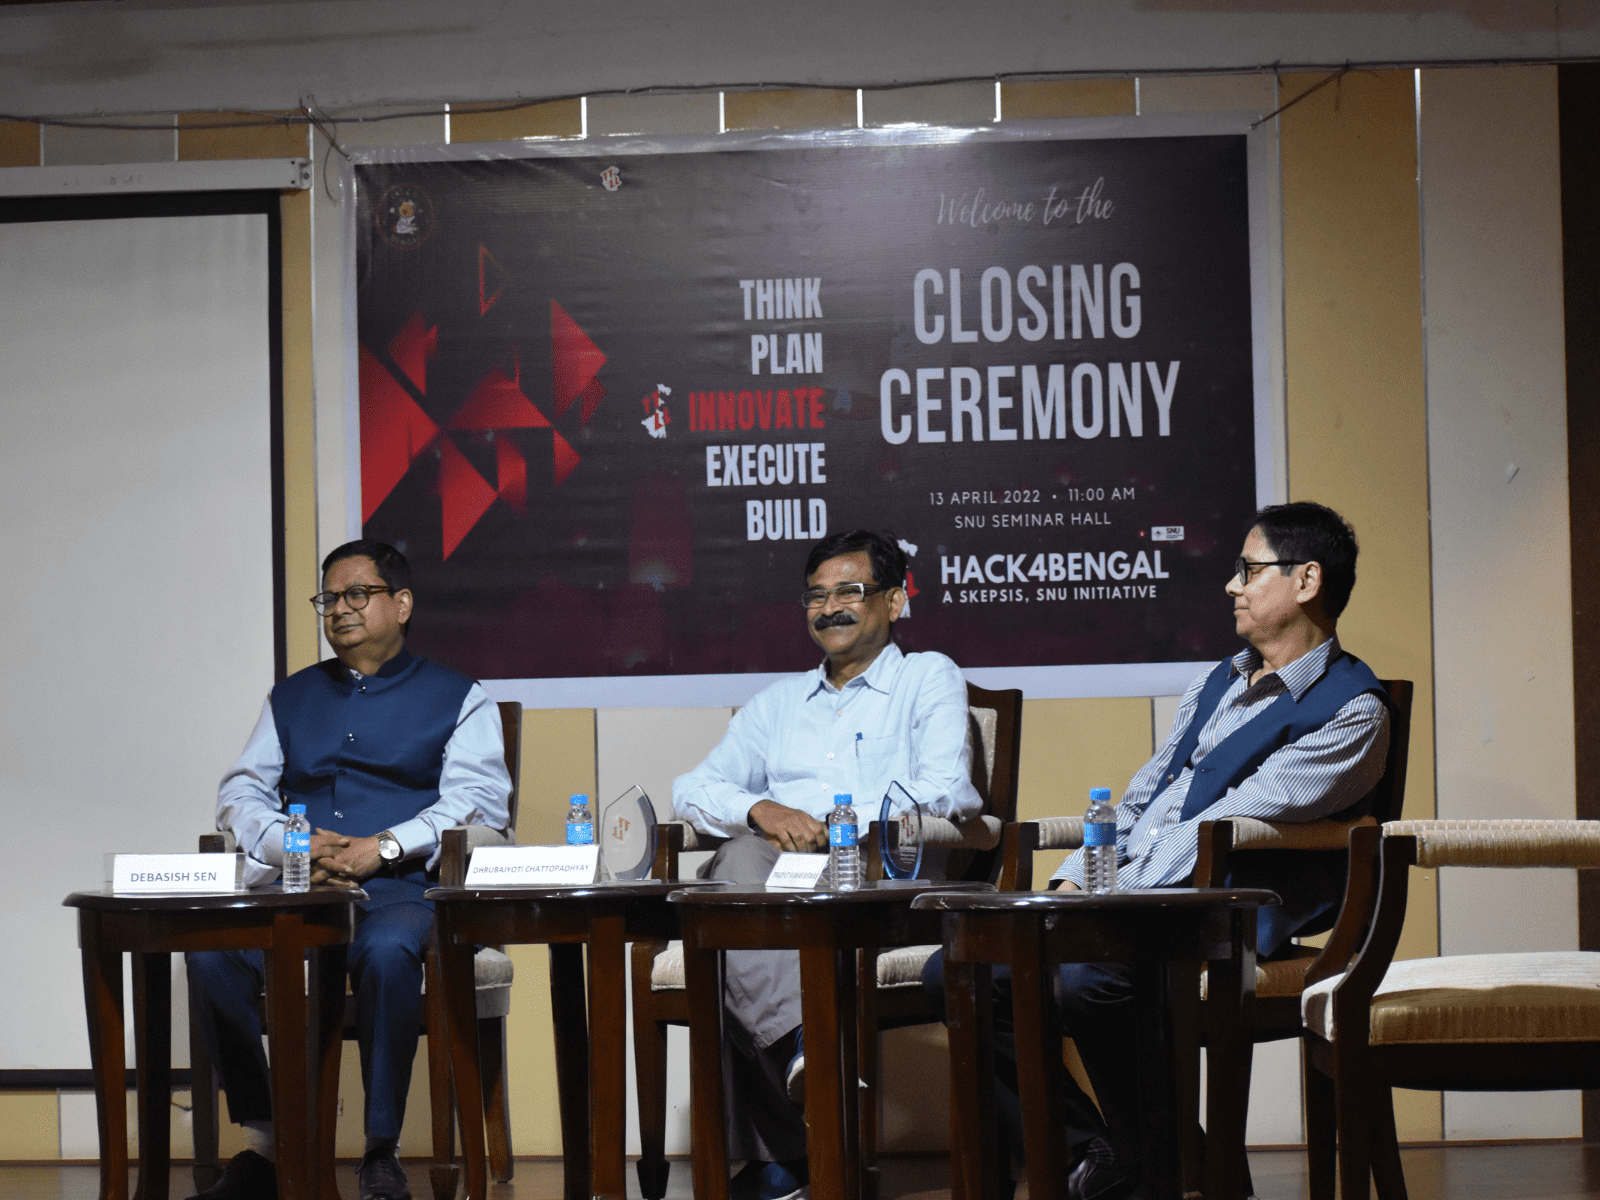 Welcome to the
CLOSING
CEREMONY
THINK
PLAN
INNOVATE
EXECUTE
BUILD
13 APRIL 2022 • 11:00 AM
SNU SEMINAR HALL
SNU
HACK4BENGAL
A SKEPSIS, SNU INITIATIVE
DEBASISH SEN
DHRUBAJYOTI CHATTOPADHYAY